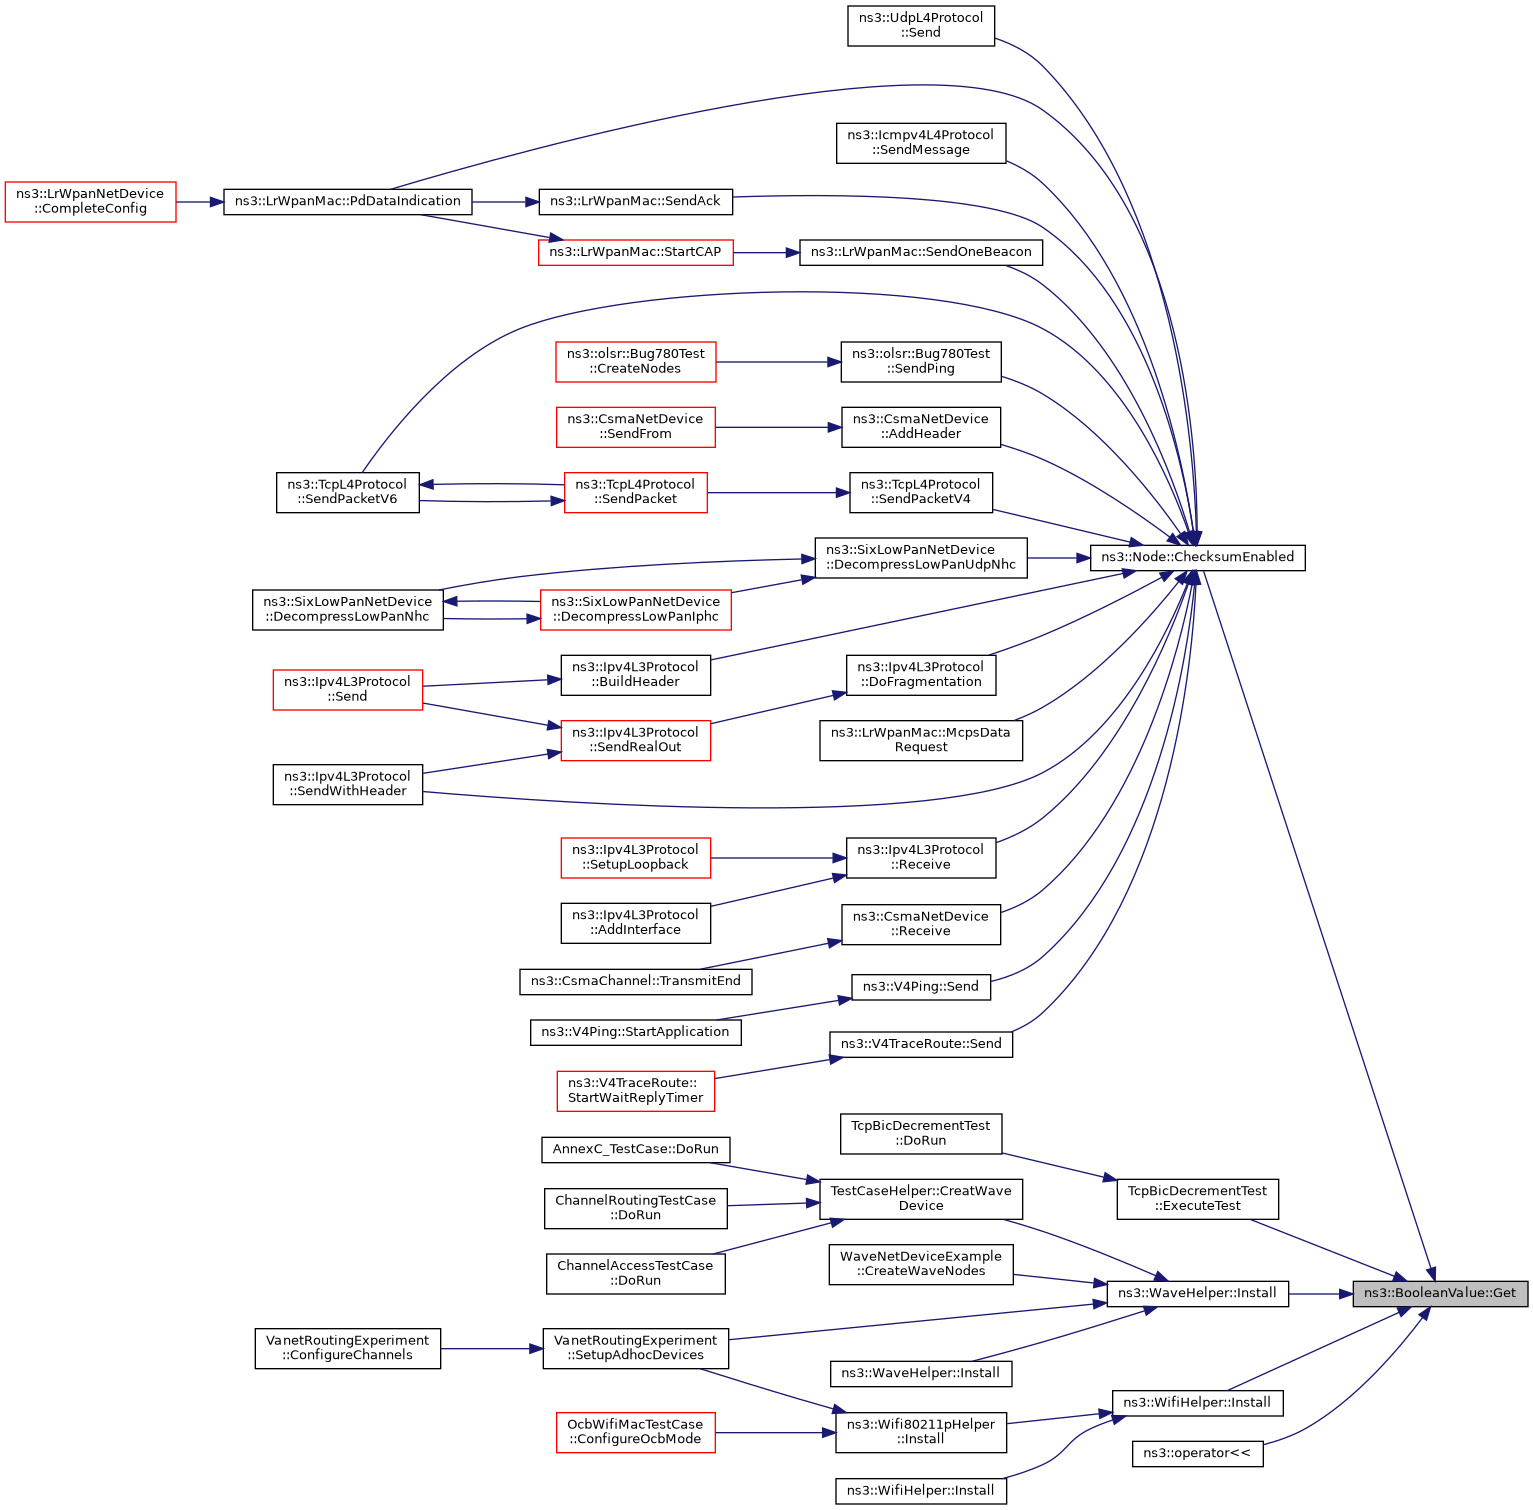 ns3::UdpL4Protocol
::Send
ns3::Icmpv4L4Protocol
::SendMessage
ns3::LrWpanNetDevice
::CompleteConfig
ns3::LrWpanMac::PdDataIndication
ns3::LrWpanMac::SendAck
ns3::LrWpanMac::StartCAP
ns3::LrWpanMac::SendOneBeacon
ns3::olsr::Bug780Test
::CreateNodes
ns3::olsr::Bug780Test
::SendPing
ns3::CsmaNetDevice
::SendFrom
ns3::CsmaNetDevice
::AddHeader
ns3::TcpL4Protocol
::SendPacketV6
ns3::TcpL4Protocol
::SendPacket
ns3::TcpL4Protocol
::SendPacketV4
ns3::Node::ChecksumEnabled
ns3::SixLowPanNetDevice
::DecompressLowPanUdpNhc
ns3::SixLowPanNetDevice
::DecompressLowPanNhc
ns3::SixLowPanNetDevice
::DecompressLowPanIphc
ns3::Ipv4L3Protocol
::Send
ns3::Ipv4L3Protocol
::BuildHeader
ns3::Ipv4L3Protocol
::DoFragmentation
ns3::Ipv4L3Protocol
::SendRealOut
ns3::LrWpanMac::McpsData
Request
ns3::Ipv4L3Protocol
::SendWithHeader
ns3::Ipv4L3Protocol
::SetupLoopback
ns3::Ipv4L3Protocol
::Receive
ns3::Ipv4L3Protocol
::AddInterface
ns3::CsmaNetDevice
::Receive
ns3::CsmaChannel::TransmitEnd
ns3::V4Ping::Send
ns3::V4Ping::StartApplication
ns3::V4TraceRoute::Send
ns3::V4TraceRoute::
StartWaitReplyTimer
TcpBicDecrementTest
::DoRun
AnnexC_TestCase::DoRun
ChannelRoutingTestCase
::DoRun
TestCaseHelper::CreatWave
Device
TcpBicDecrementTest
::ExecuteTest
ChannelAccessTestCase
::DoRun
WaveNetDeviceExample
::CreateWaveNodes
ns3::WaveHelper::Install
ns3::BooleanValue::Get
VanetRoutingExperiment
::ConfigureChannels
VanetRoutingExperiment
::SetupAdhocDevices
ns3::WaveHelper::Install
ns3::WifiHelper::Install
OcbWifiMacTestCase
::ConfigureOcbMode
ns3::Wifi80211pHelper
::Install
ns3::operator<<
ns3::WifiHelper::Install